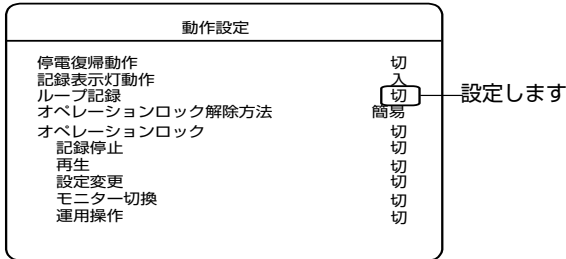 動作設定
停電復帰動作 切
記録表示灯動作 入
ループ記録 切 設定します
オペレーションロック解除方法 簡易
オペレーションロック 切
記録停止 切
再生 切
設定変更 切
モニター切換 切
運用操作 切